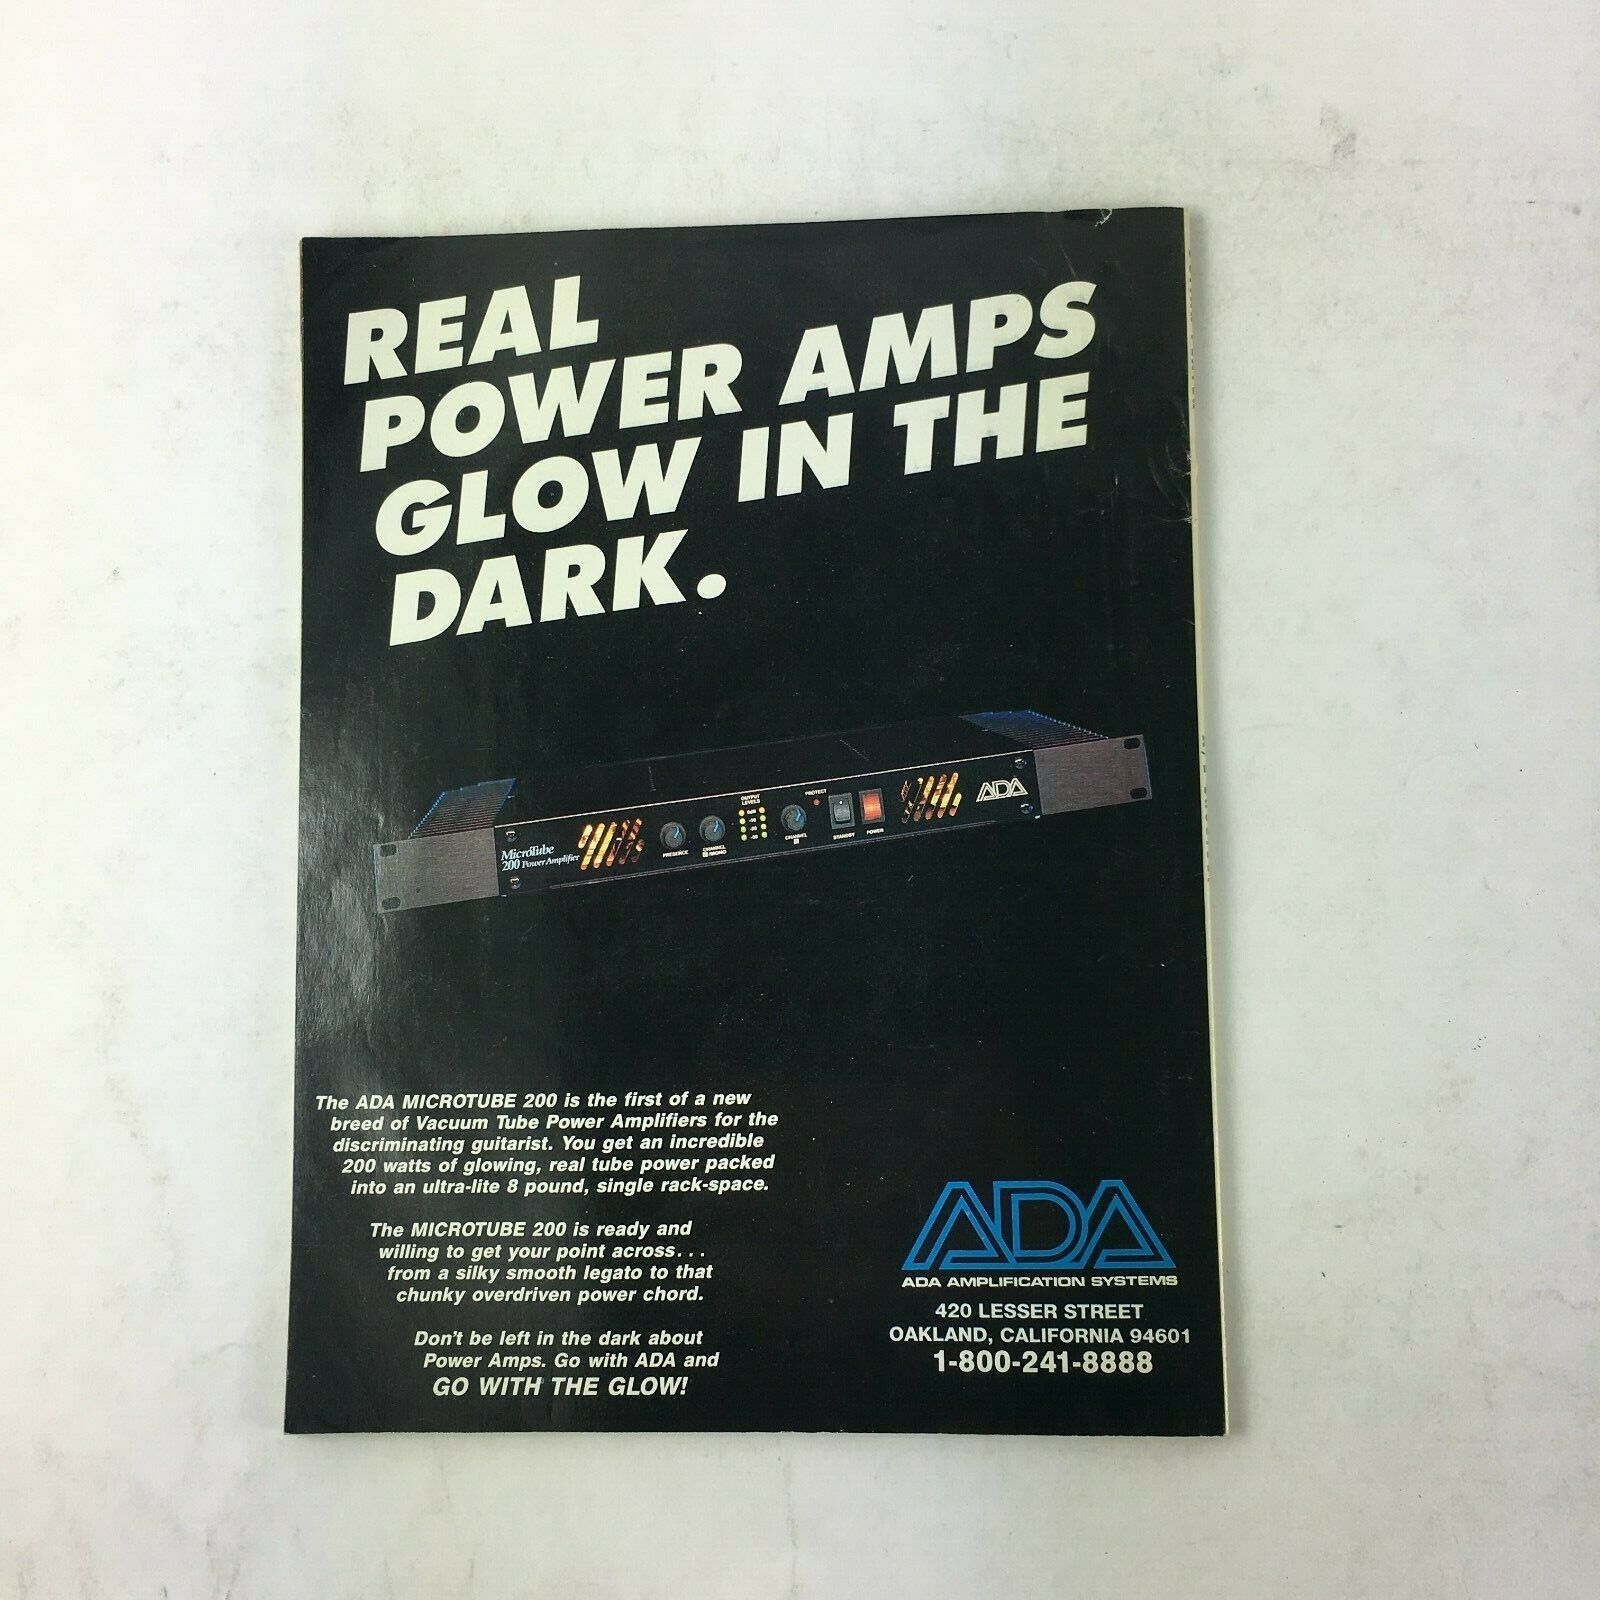 REAL
POWER AMPS
GLOW IN THE
DARK.
OUTPUT
LEVELS
PROTECT
ADA
MicroTube
200 Power Amplifier
PRESENCE
CHANNEL
MONO
CHANNEL
STANDBY
POWER
The ADA MICROTUBE 200 is the first of a new
breed of Vacuum Tube Power Amplifiers for the
discriminating guitarist. You get an incredible
200 watts of glowing, real tube power packed
into an ultra-lite 8 pound, single rack-space.
The MICROTUBE 200 is ready and
willing to get your point across...
from a silky smooth legato to that
chunky overdriven power chord.
Don't be left in the dark about
Power Amps. Go with ADA and
GO WITH THE GLOW!
ADA
ADA AMPLIFICATION SYSTEMS
420 LESSER STREET
OAKLAND, CALIFORNIA 94601
1-800-241-8888